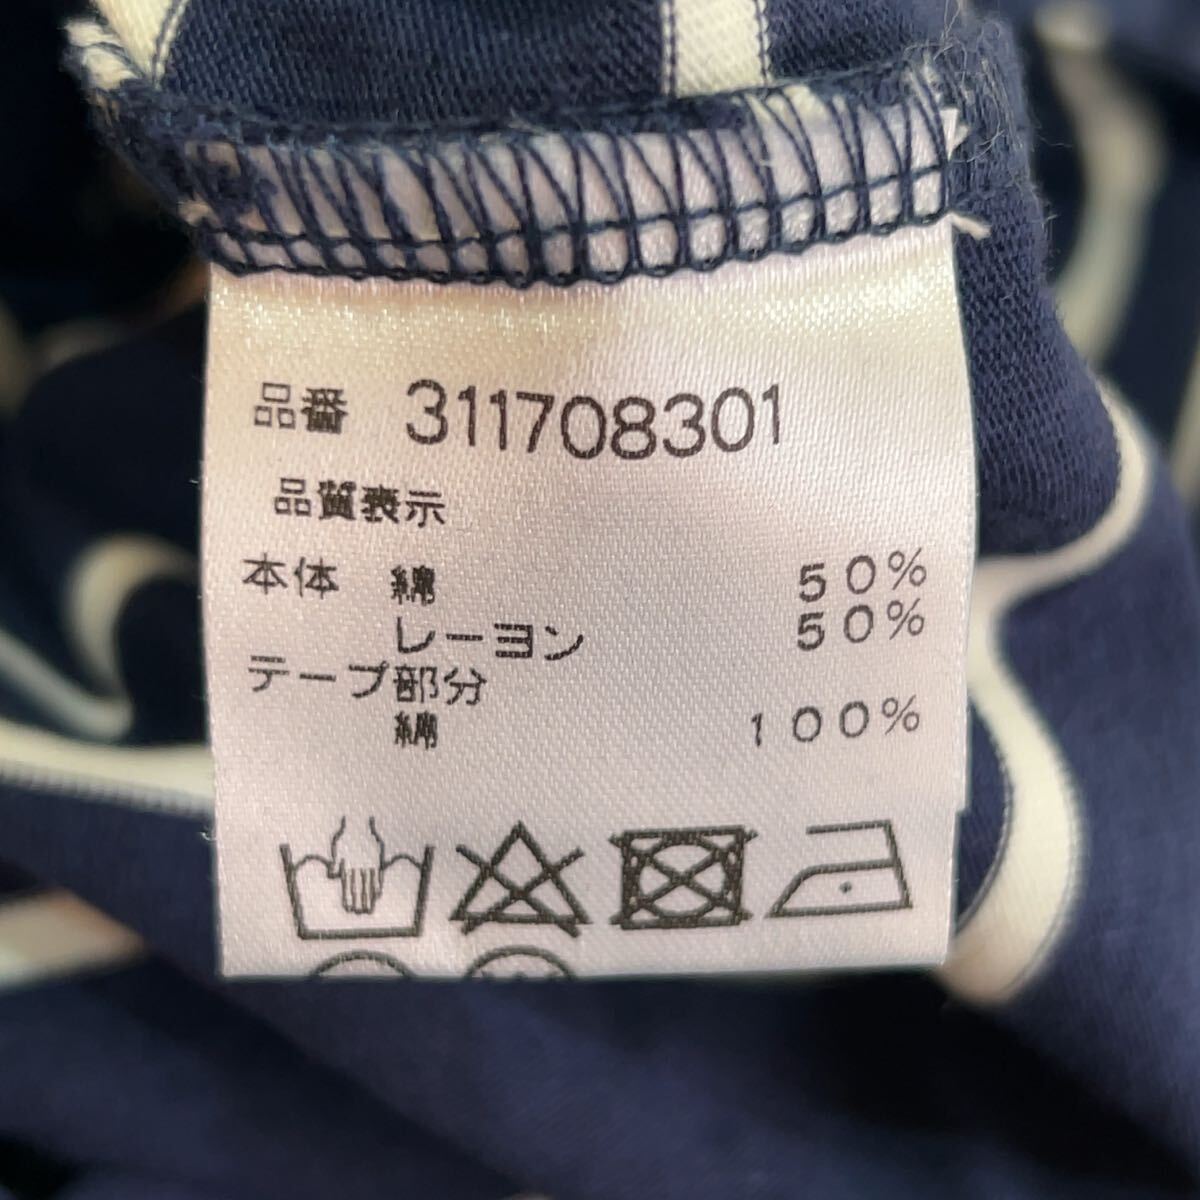 品番 311708301
品質表示
本体 綿 50%
レーヨン 50%
テープ部分
綿 100%